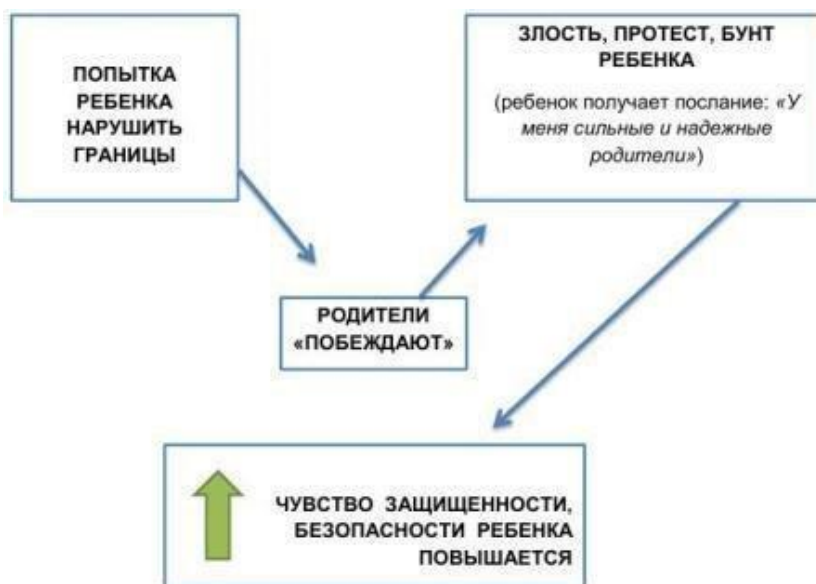 ПОПЫТКА
РЕБЕНКА
НАРУШИТЬ
ГРАНИЦЫ
ЗЛОСТЬ, ПРОТЕСТ, БУНТ
РЕБЕНКА
(ребенок получает послание: «У
меня сильные и надежные
родители»)
РОДИТЕЛИ
«ПОБЕЖДАЮТ»
ЧУВСТВО ЗАЩИЩЕННОСТИ,
БЕЗОПАСНОСТИ РЕБЕНКА
ПОВЫШАЕТСЯ